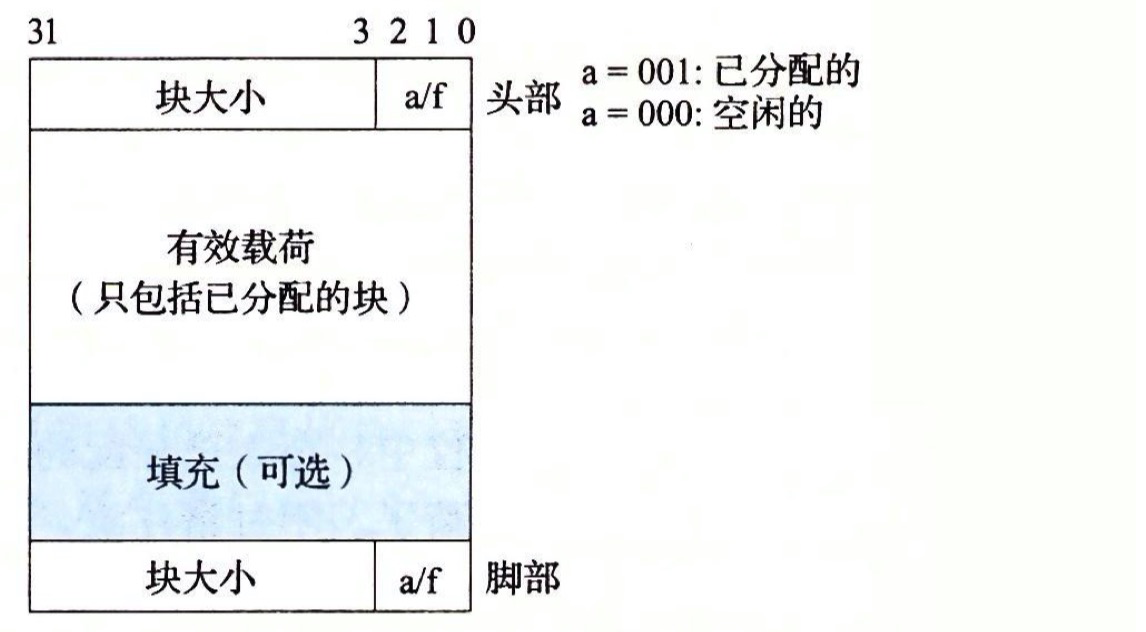 31 3 2 1 0
块大小 a/f 头部 a = 001: 已分配的
a = 000: 空闲的
有效载荷
（只包括已分配的块）
填充（可选）
块大小 a/f 脚部